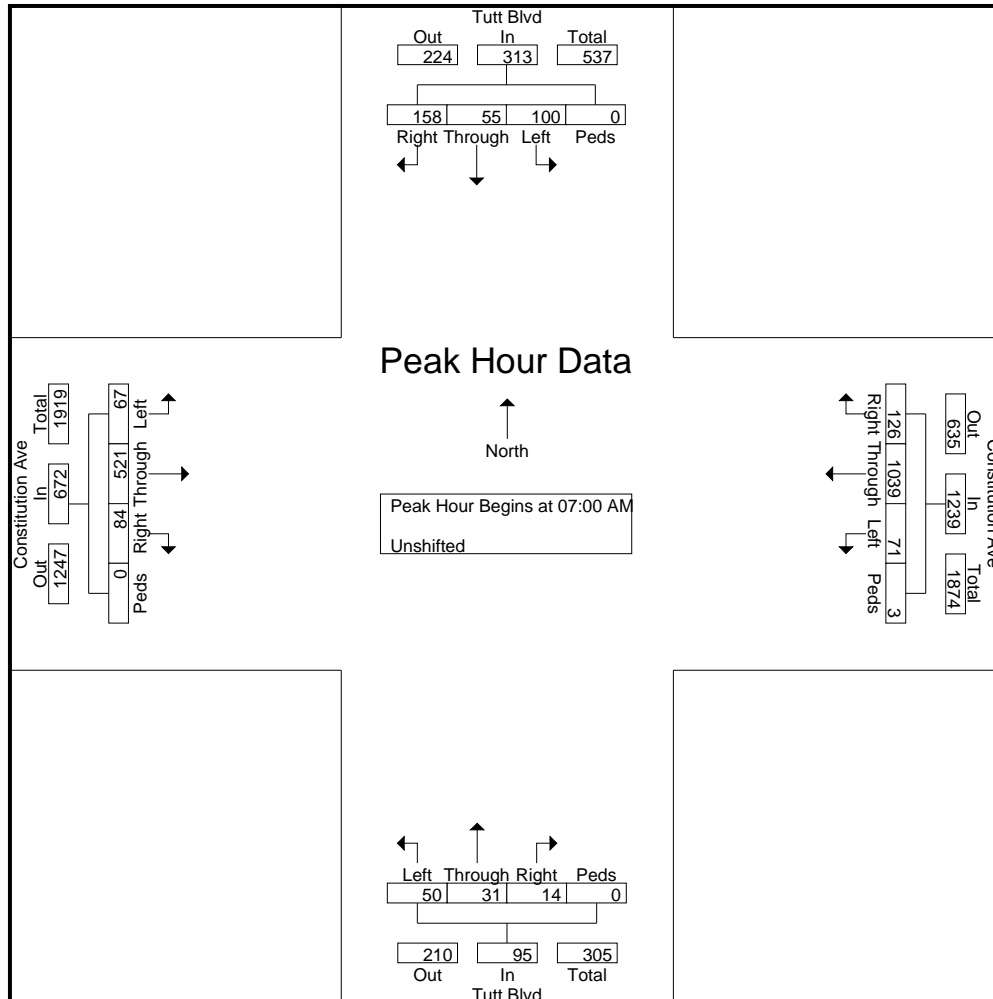 Tutt Blvd
Out In Total
224 313 537
158 55 100 0
Right Through Left Peds
Peak Hour Data
North
Peak Hour Begins at 07:00 AM
Unshifted
Constitution Ave
Total In Out
1919 672 1247
67 521 84 0
Left Through Right Peds
Constitution Ave
Out In Total
635 1239 1874
Right Through Left Peds
126 1039 71 3
Left Through Right Peds
50 31 14 0
210 95 305
Out In Total
Tutt Blvd